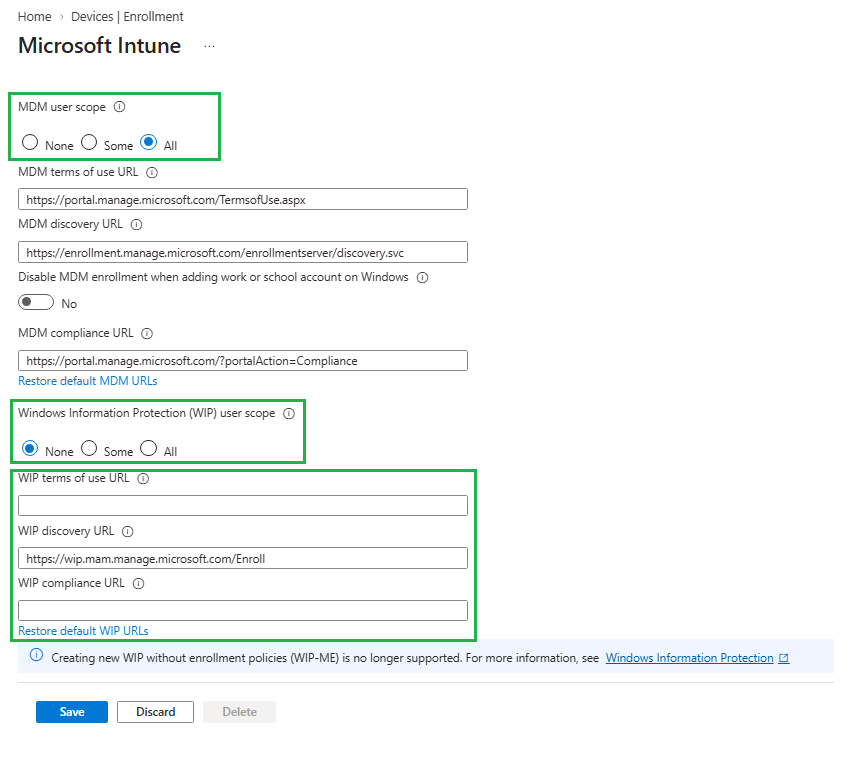 Home > Devices | Enrollment
Microsoft Intune ...
MDM user scope
None Some All
MDM terms of use URL
https://portal.manage.microsoft.com/TermsofUse.aspx
MDM discovery URL
https://enrollment.manage.microsoft.com/enrollmentserver/discovery.svc
Disable MDM enrollment when adding work or school account on Windows
No
MDM compliance URL
https://portal.manage.microsoft.com/?portalAction=Compliance
Restore default MDM URLs
Windows Information Protection (WIP) user scope
None Some All
WIP terms of use URL
WIP discovery URL
https://wip.mam.manage.microsoft.com/Enroll
WIP compliance URL
Restore default WIP URLs
Creating new WIP without enrollment policies (WIP-ME) is no longer supported. For more information, see Windows Information Protection
Save Discard Delete